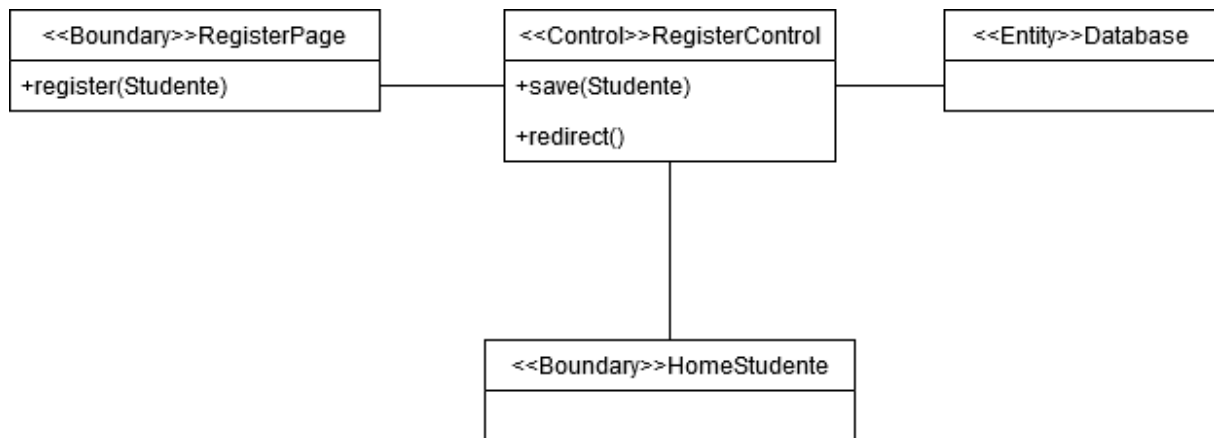 <<Boundary>>RegisterPage
+register(Studente)
<<Control>>RegisterControl
+save(Studente)
+redirect()
<<Entity>>Database
<<Boundary>>HomeStudente